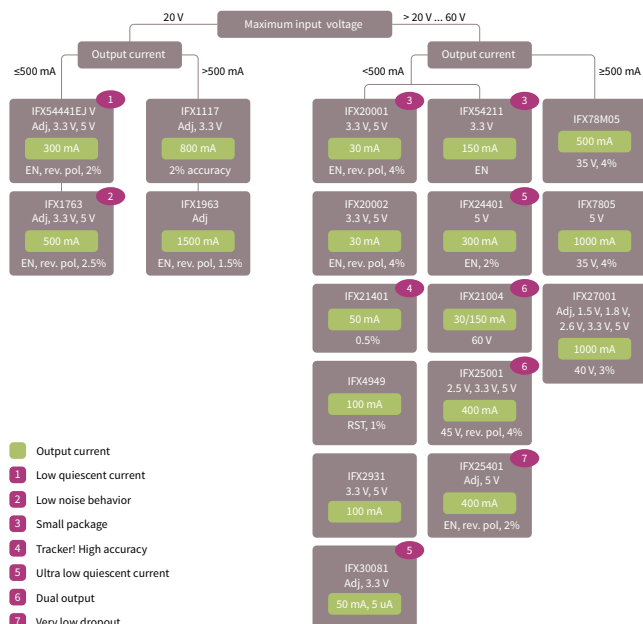 20 V
Maximum input voltage
> 20 V ... 60 V
Output current
Output current
≤500 mA
>500 mA
<500 mA
≥500 mA
1
IFX54441EJ V
Adj, 3.3 V, 5 V
300 mA
EN, rev. pol, 2%
IFX1117
Adj, 3.3 V
800 mA
2% accuracy
3
IFX20001
3.3 V, 5 V
30 mA
EN, rev. pol, 4%
3
IFX54211
3.3 V
150 mA
EN
IFX78M05
500 mA
35 V, 4%
2
IFX1763
Adj, 3.3 V, 5 V
500 mA
EN, rev. pol, 2.5%
IFX1963
Adj
1500 mA
EN, rev. pol, 1.5%
IFX20002
3.3 V, 5 V
30 mA
EN, rev. pol, 4%
5
IFX24401
5 V
300 mA
EN, 2%
IFX7805
5 V
1000 mA
35 V, 4%
4
IFX21401
50 mA
0.5%
6
IFX21004
30/150 mA
60 V
IFX27001
Adj, 1.5 V, 1.8 V,
2.6 V, 3.3 V, 5 V
1000 mA
40 V, 3%
IFX4949
100 mA
RST, 1%
6
IFX25001
2.5 V, 3.3 V, 5 V
400 mA
45 V, rev. pol, 4%
IFX2931
3.3 V, 5 V
100 mA
7
IFX25401
Adj, 5 V
400 mA
EN, rev. pol, 2%
5
IFX30081
Adj, 3.3 V
50 mA, 5 uA
Output current
1 Low quiescent current
2 Low noise behavior
3 Small package
4 Tracker! High accuracy
5 Ultra low quiescent current
6 Dual output
7 Very low dropout